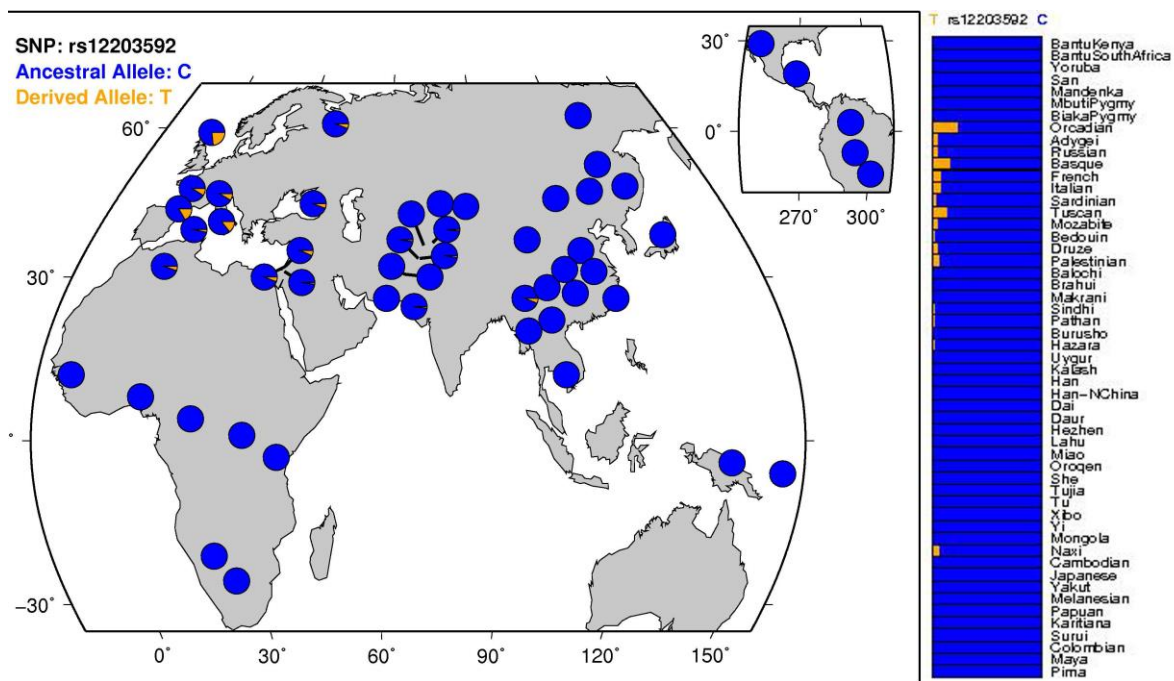 SNP: rs12203592
Ancestral Allele: C
Derived Allele: T
60°
30°
°
−30°
0°
30°
60°
90°
120°
150°
30°
0°
270°
300°
T rs12203592 C
BantuKenya
BantuSouthAfrica
Yoruba
San
Mandenka
MbutiPygmy
BiakaPygmy
Orcadian
Adygei
Russian
Basque
French
Italian
Sardinian
Tuscan
Mozabite
Bedouin
Druze
Palestinian
Balochi
Brahui
Makrani
Sindhi
Pathan
Burusho
Hazara
Uygur
Kalash
Han
Han-NChina
Dai
Daur
Hezhen
Lahu
Miao
Oroqen
She
Tujia
Tu
Xibo
Yi
Mongola
Naxi
Cambodian
Japanese
Yakut
Melanesian
Papuan
Karitiana
Surui
Colombian
Maya
Pima